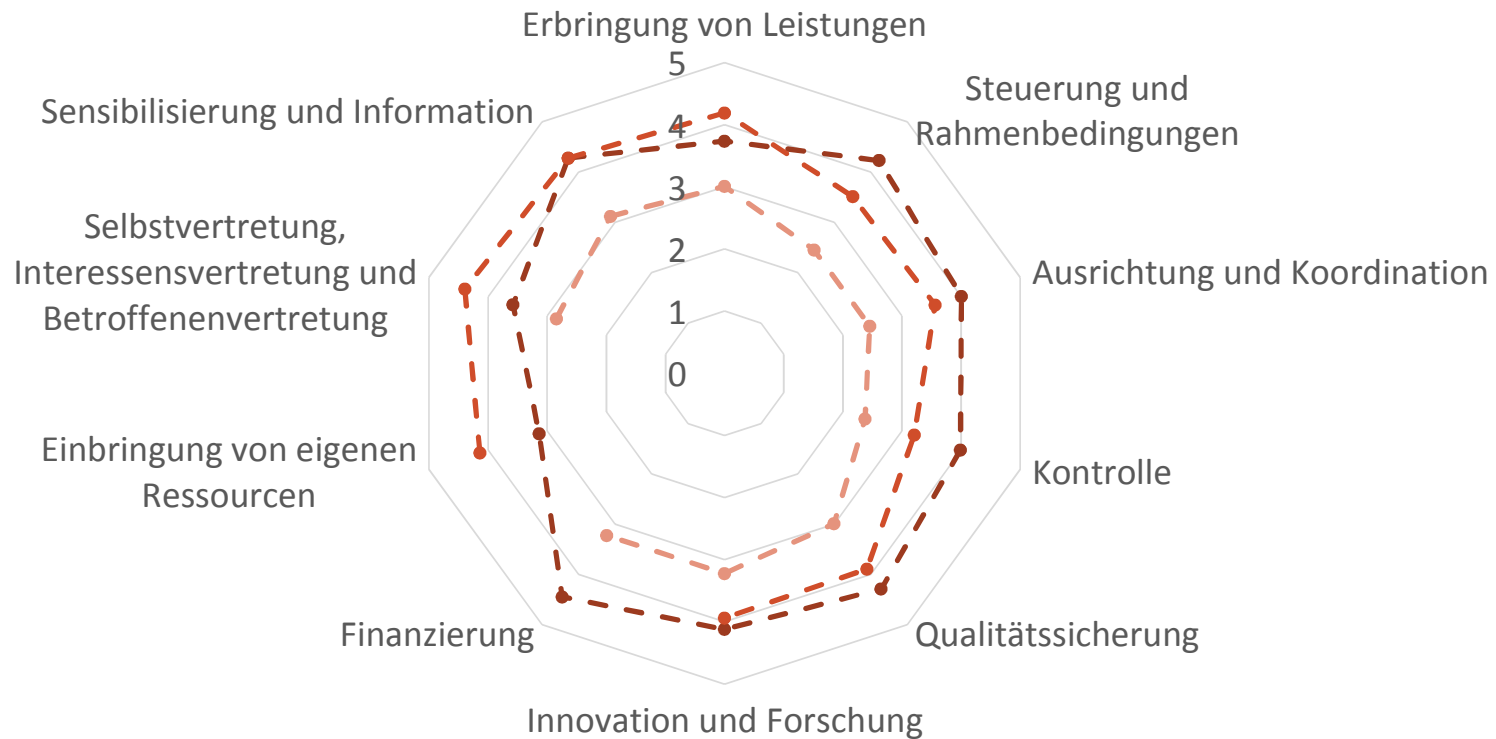 Erbringung von Leistungen
Steuerung und
Rahmenbedingungen
Ausrichtung und Koordination
Kontrolle
Qualitätssicherung
Innovation und Forschung
Finanzierung
Einbringung von eigenen
Ressourcen
Selbstvertretung,
Interessensvertretung und
Betroffenenvertretung
Sensibilisierung und Information
5
4
3
2
1
0